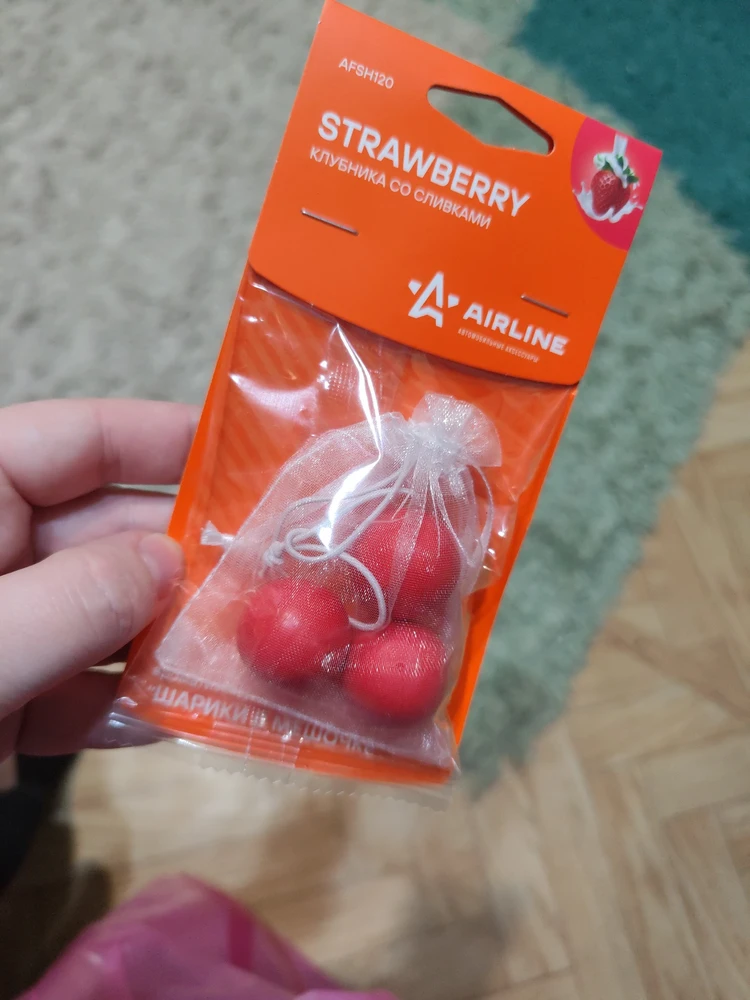 AFSH120
STRAWBERRY
КЛУБНИКА СО СЛИВКАМИ
AIRLINE
АВТОМОБИЛЬНЫЕ АКСЕССУАРЫ
ШАРИКИ В МЕШОЧКЕ